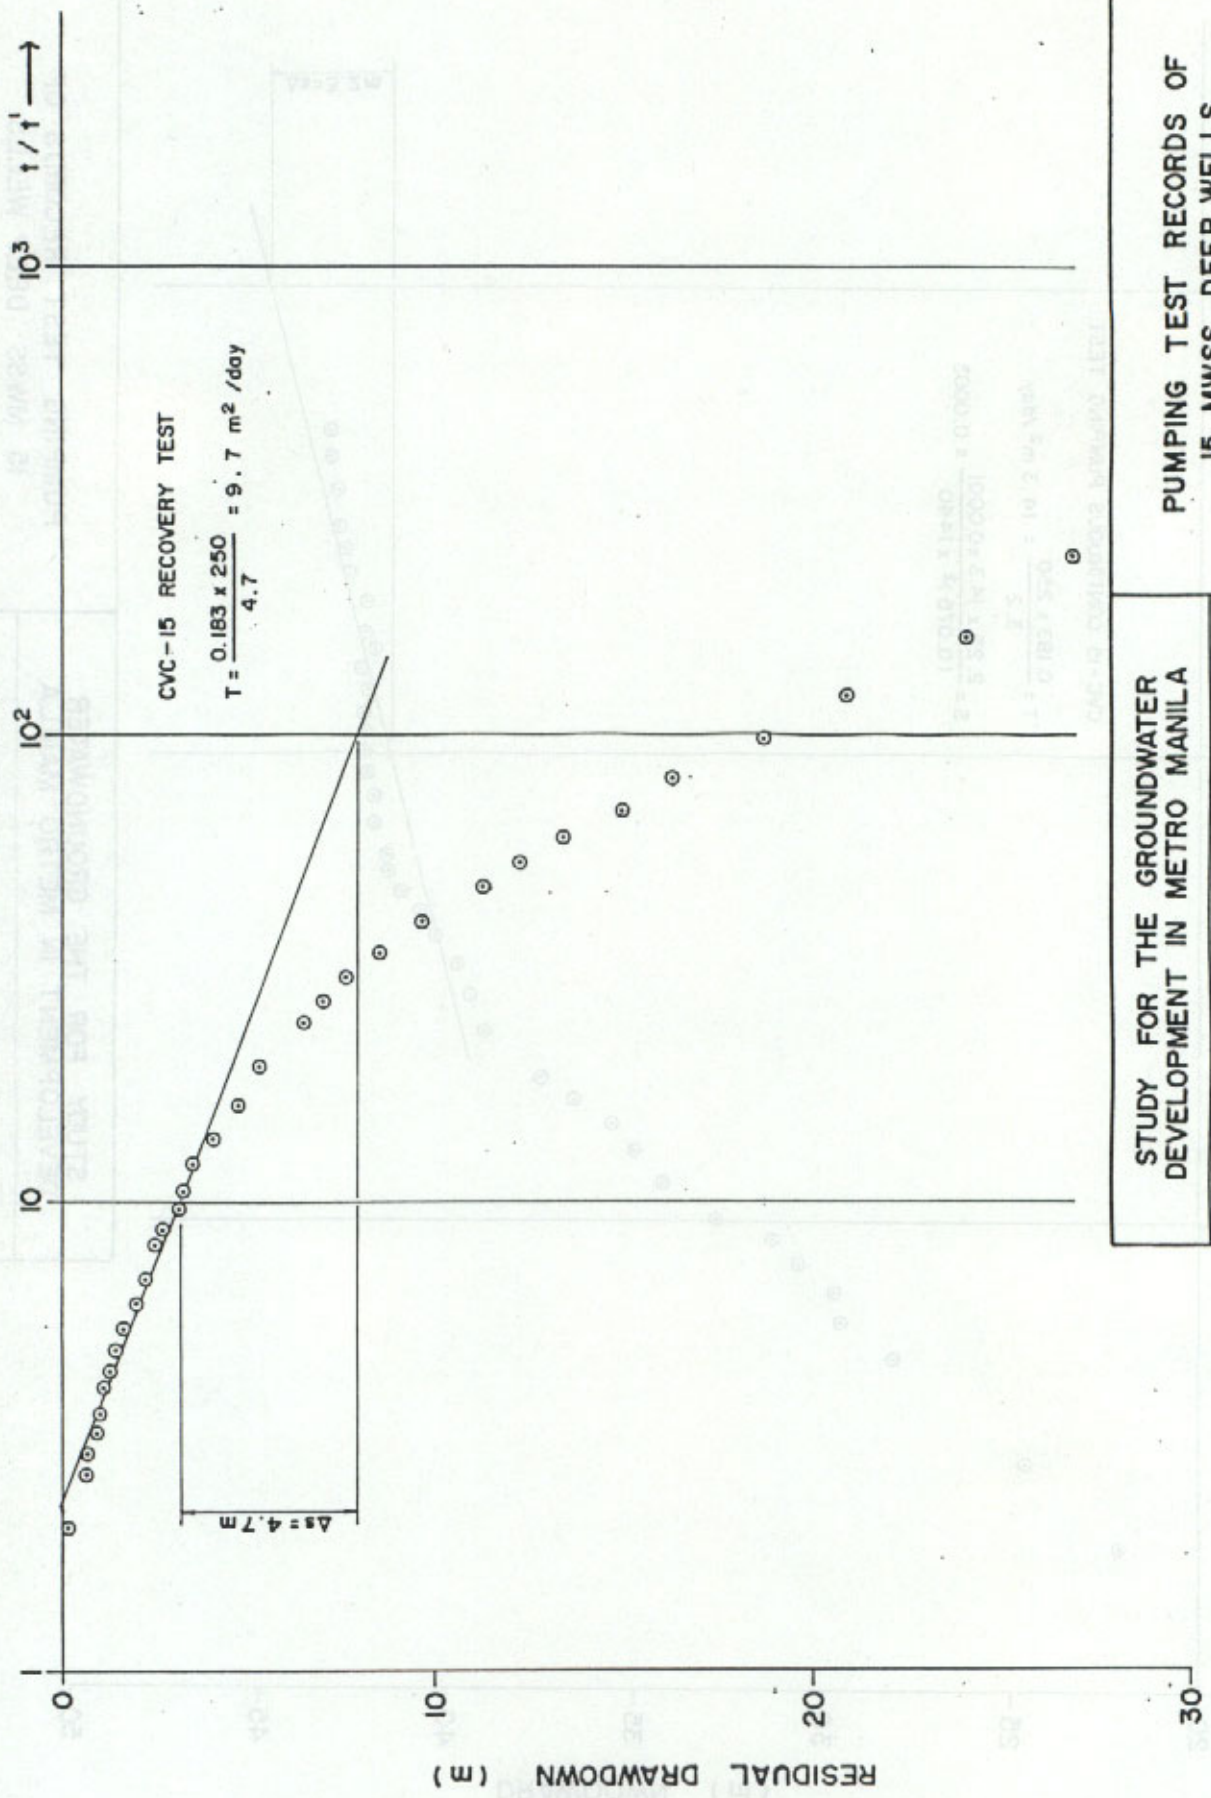 t/t' →
1
10
10²
10³
0
10
20
30
RESIDUAL DRAWDOWN (m)
CVC-15 RECOVERY TEST
T = 0.183 x 250 / 4.7 = 9.7 m² /day
Δs=4.7m
STUDY FOR THE GROUNDWATER
DEVELOPMENT IN METRO MANILA
PUMPING TEST RECORDS OF
15 MWSS DEEP WELLS